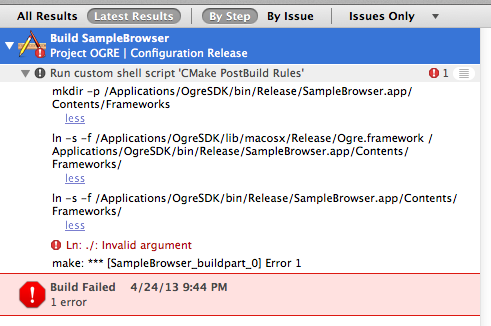 All Results Latest Results By Step By Issue Issues Only
Build SampleBrowser
Project OGRE | Configuration Release
Run custom shell script 'CMake PostBuild Rules' 1
mkdir -p /Applications/OgreSDK/bin/Release/SampleBrowser.app/
Contents/Frameworks
less
ln -s -f /Applications/OgreSDK/lib/macosx/Release/Ogre.framework /
Applications/OgreSDK/bin/Release/SampleBrowser.app/Contents/
Frameworks/
less
ln -s -f /Applications/OgreSDK/bin/Release/SampleBrowser.app/Contents/
Frameworks/
less
Ln: ./: Invalid argument
make: *** [SampleBrowser_buildpart_0] Error 1
Build Failed 4/24/13 9:44 PM
1 error